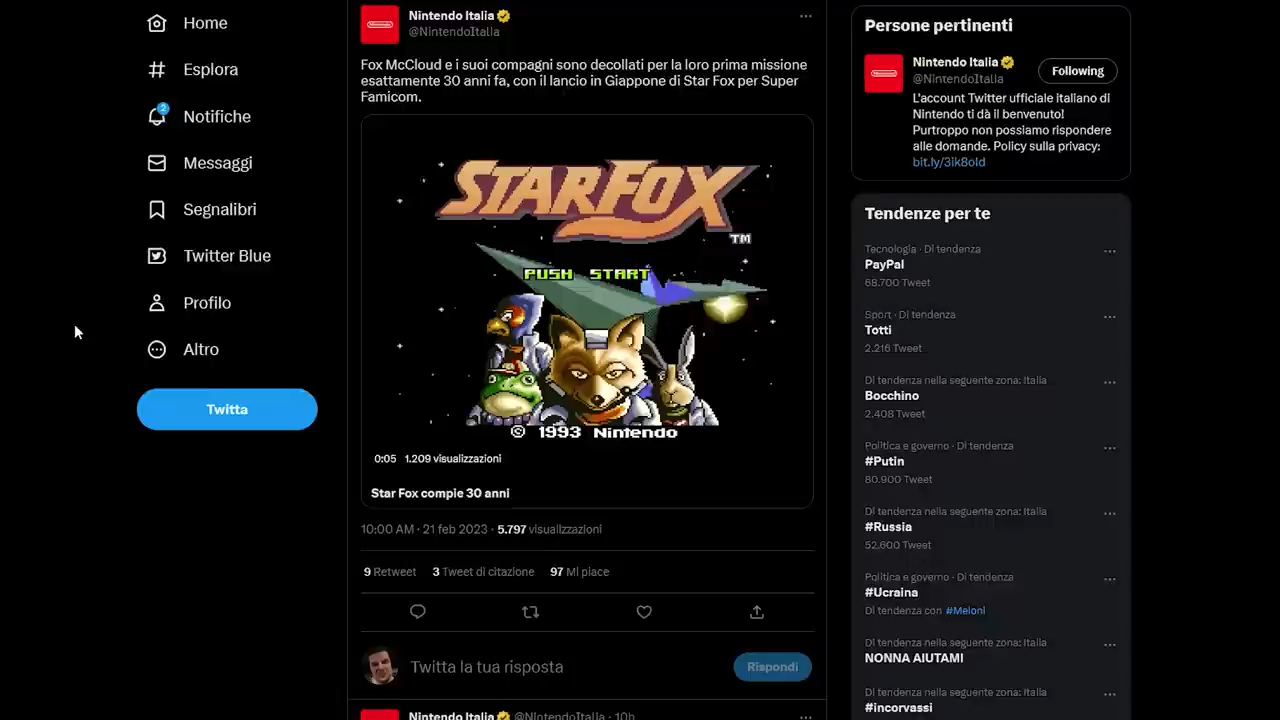 Home
Esplora
2
Notifiche
Messaggi
Segnalibri
Twitter Blue
Profilo
Altro
Twitta
Nintendo Italia
@NintendoItalia
Fox McCloud e i suoi compagni sono decollati per la loro prima missione
esattamente 30 anni fa, con il lancio in Giappone di Star Fox per Super
Famicom.
STARFOX
TM
PUSH START
© 1993 Nintendo
0:05 1.209 visualizzazioni
Star Fox compie 30 anni
10:00 AM · 21 feb 2023 · 5.797 visualizzazioni
9 Retweet 3 Tweet di citazione 97 Mi piace
Twitta la tua risposta
Rispondi
Nintendo Italia @NintendoItalia · 10h
Persone pertinenti
Nintendo Italia
@NintendoItalia
Following
L'account Twitter ufficiale italiano di
Nintendo ti dà il benvenuto!
Purtroppo non possiamo rispondere
alle domande. Policy sulla privacy:
bit.ly/3ik8old
Tendenze per te
Tecnologia · Di tendenza
PayPal
68.700 Tweet
Sport · Di tendenza
Totti
2.216 Tweet
Di tendenza nella seguente zona: Italia
Bocchino
2.408 Tweet
Politica e governo · Di tendenza
#Putin
80.900 Tweet
Di tendenza nella seguente zona: Italia
#Russia
52.600 Tweet
Politica e governo · Di tendenza
#Ucraina
Di tendenza con #Meloni
Di tendenza nella seguente zona: Italia
NONNA AIUTAMI
Di tendenza nella seguente zona: Italia
#incorvassi